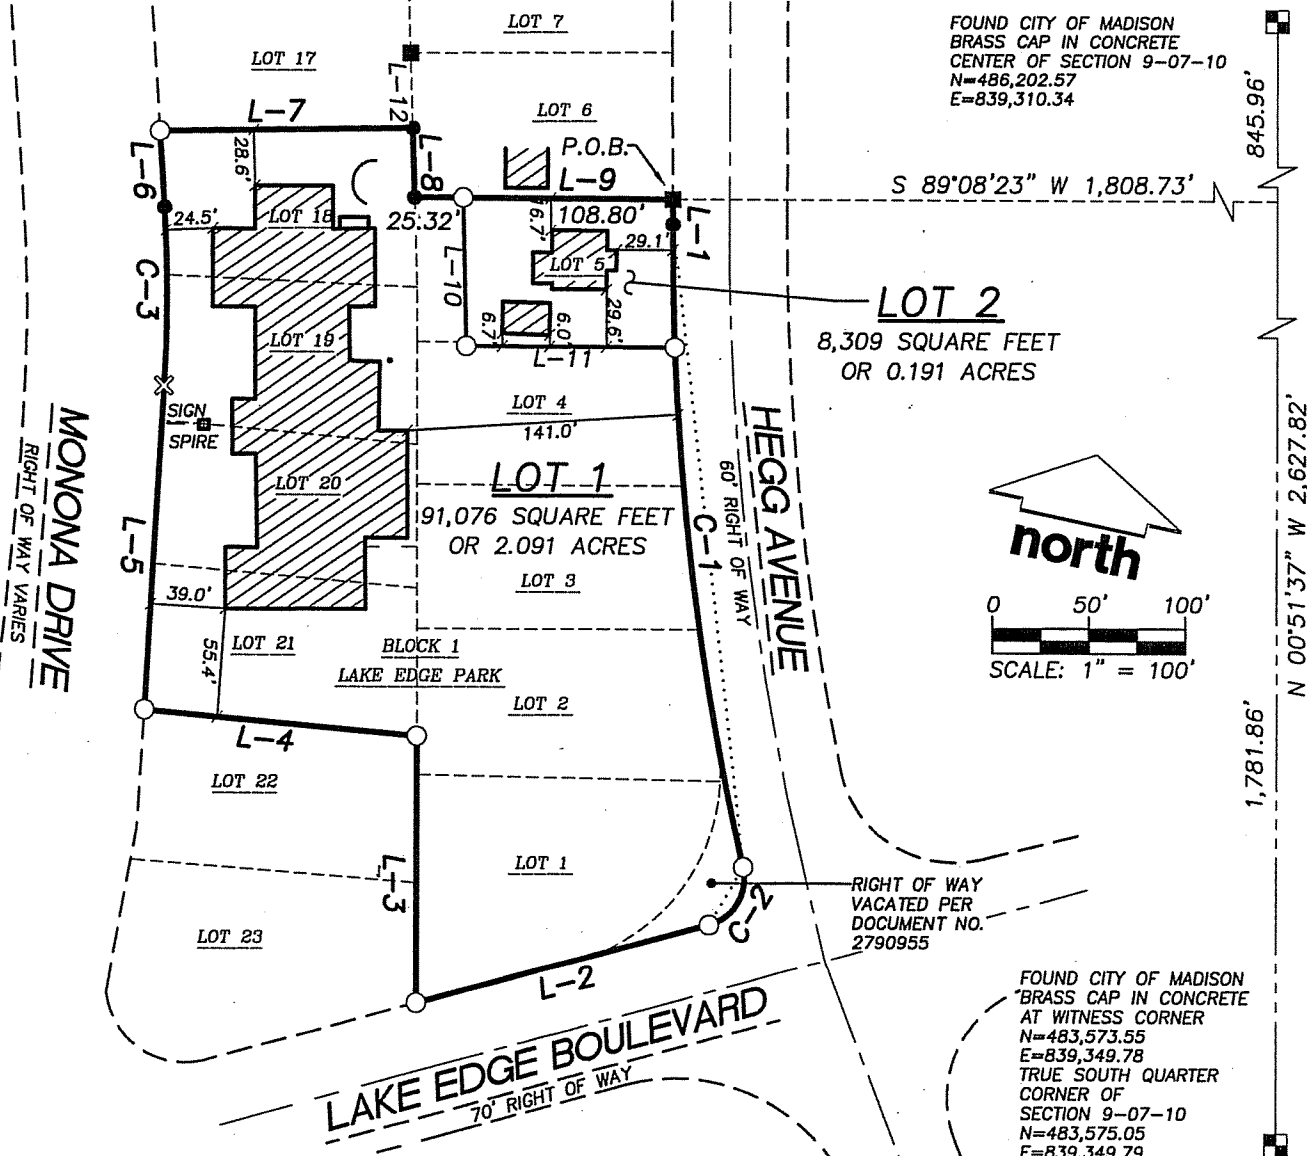 LOT 7
FOUND CITY OF MADISON
BRASS CAP IN CONCRETE
CENTER OF SECTION 9-07-10
N=486,202.57
E=839,310.34
845.96'
LOT 17
L-12
L-7
LOT 6
P.O.B.
28.6'
L-6
L-8
L-9
S 89°08'23" W 1,808.73'
24.5'
LOT 18
25.32'
6.7'
108.80'
L-1
29.1'
LOT 5
C-3
L-10
LOT 2
8,309 SQUARE FEET
OR 0.191 ACRES
6.7'
6.0'
29.6'
LOT 19
L-11
SIGN
SPIRE
LOT 4
141.0'
MONONA DRIVE
RIGHT OF WAY VARIES
HEGG AVENUE
60' RIGHT OF WAY
N 00°51'37" W 2,627.82'
LOT 20
LOT 1
91,076 SQUARE FEET
OR 2.091 ACRES
C-1
north
L-5
LOT 3
39.0'
0 50' 100'
SCALE: 1" = 100'
55.4'
LOT 21
BLOCK 1
LAKE EDGE PARK
LOT 2
L-4
1,781.86'
LOT 22
LOT 1
L-3
C-2
RIGHT OF WAY
VACATED PER
DOCUMENT NO.
2790955
LOT 23
L-2
LAKE EDGE BOULEVARD
70' RIGHT OF WAY
FOUND CITY OF MADISON
BRASS CAP IN CONCRETE
AT WITNESS CORNER
N=483,573.55
E=839,349.78
TRUE SOUTH QUARTER
CORNER OF
SECTION 9-07-10
N=483,575.05
E=839,349.79